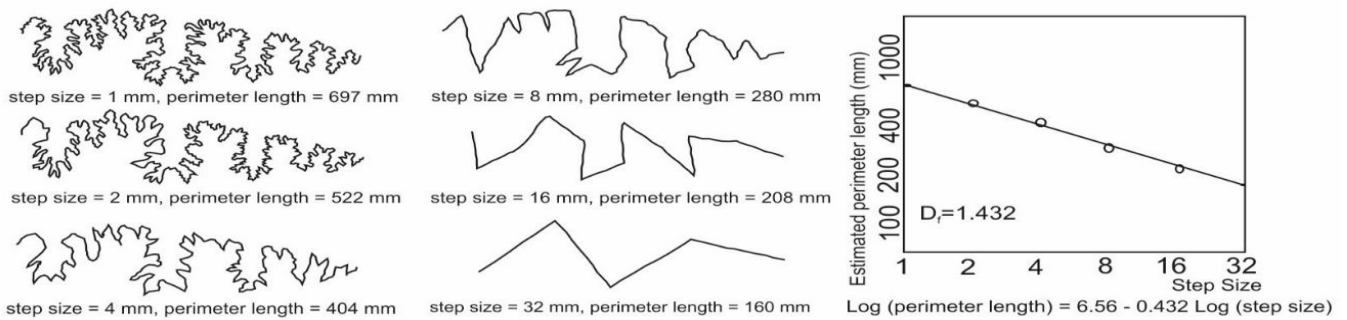 step size = 1 mm, perimeter length = 697 mm
step size = 2 mm, perimeter length = 522 mm
step size = 4 mm, perimeter length = 404 mm
step size = 8 mm, perimeter length = 280 mm
step size = 16 mm, perimeter length = 208 mm
step size = 32 mm, perimeter length = 160 mm
Estimated perimeter length (mm)
1000
400
200
100
Df=1.432
1 2 4 8 16 32
Step Size
Log (perimeter length) = 6.56 - 0.432 Log (step size)